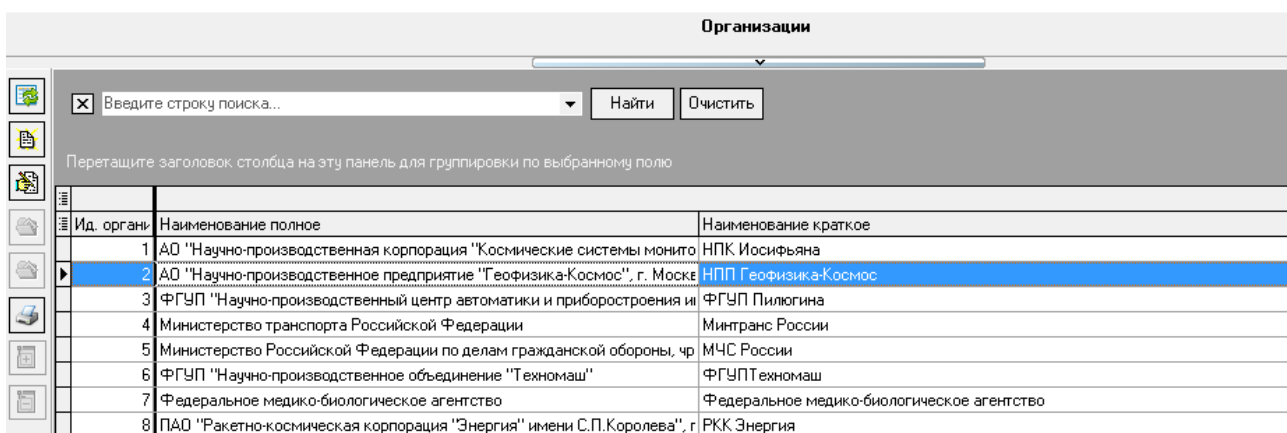 Организации
Введите строку поиска...
Найти
Очистить
Перетащите заголовок столбца на эту панель для группировки по выбранному полю
Ид. органи Наименование полное Наименование краткое
1 АО "Научно-производственная корпорация "Космические системы монито НПК Иосифьяна
2 АО "Научно-производственное предприятие "Геофизика-Космос", г. Москв НПП Геофизика-Космос
3 ФГУП "Научно-производственный центр автоматики и приборостроения и ФГУП Пилюгина
4 Министерство транспорта Российской Федерации Минтранс России
5 Министерство Российской Федерации по делам гражданской обороны, чр МЧС России
6 ФГУП "Научно-производственное объединение "Техномаш" ФГУПТехномаш
7 Федеральное медико-биологическое агентство Федеральное медико-биологическое агентство
8 ПАО "Ракетно-космическая корпорация "Энергия" имени С.П.Королева", г РКК Энергия